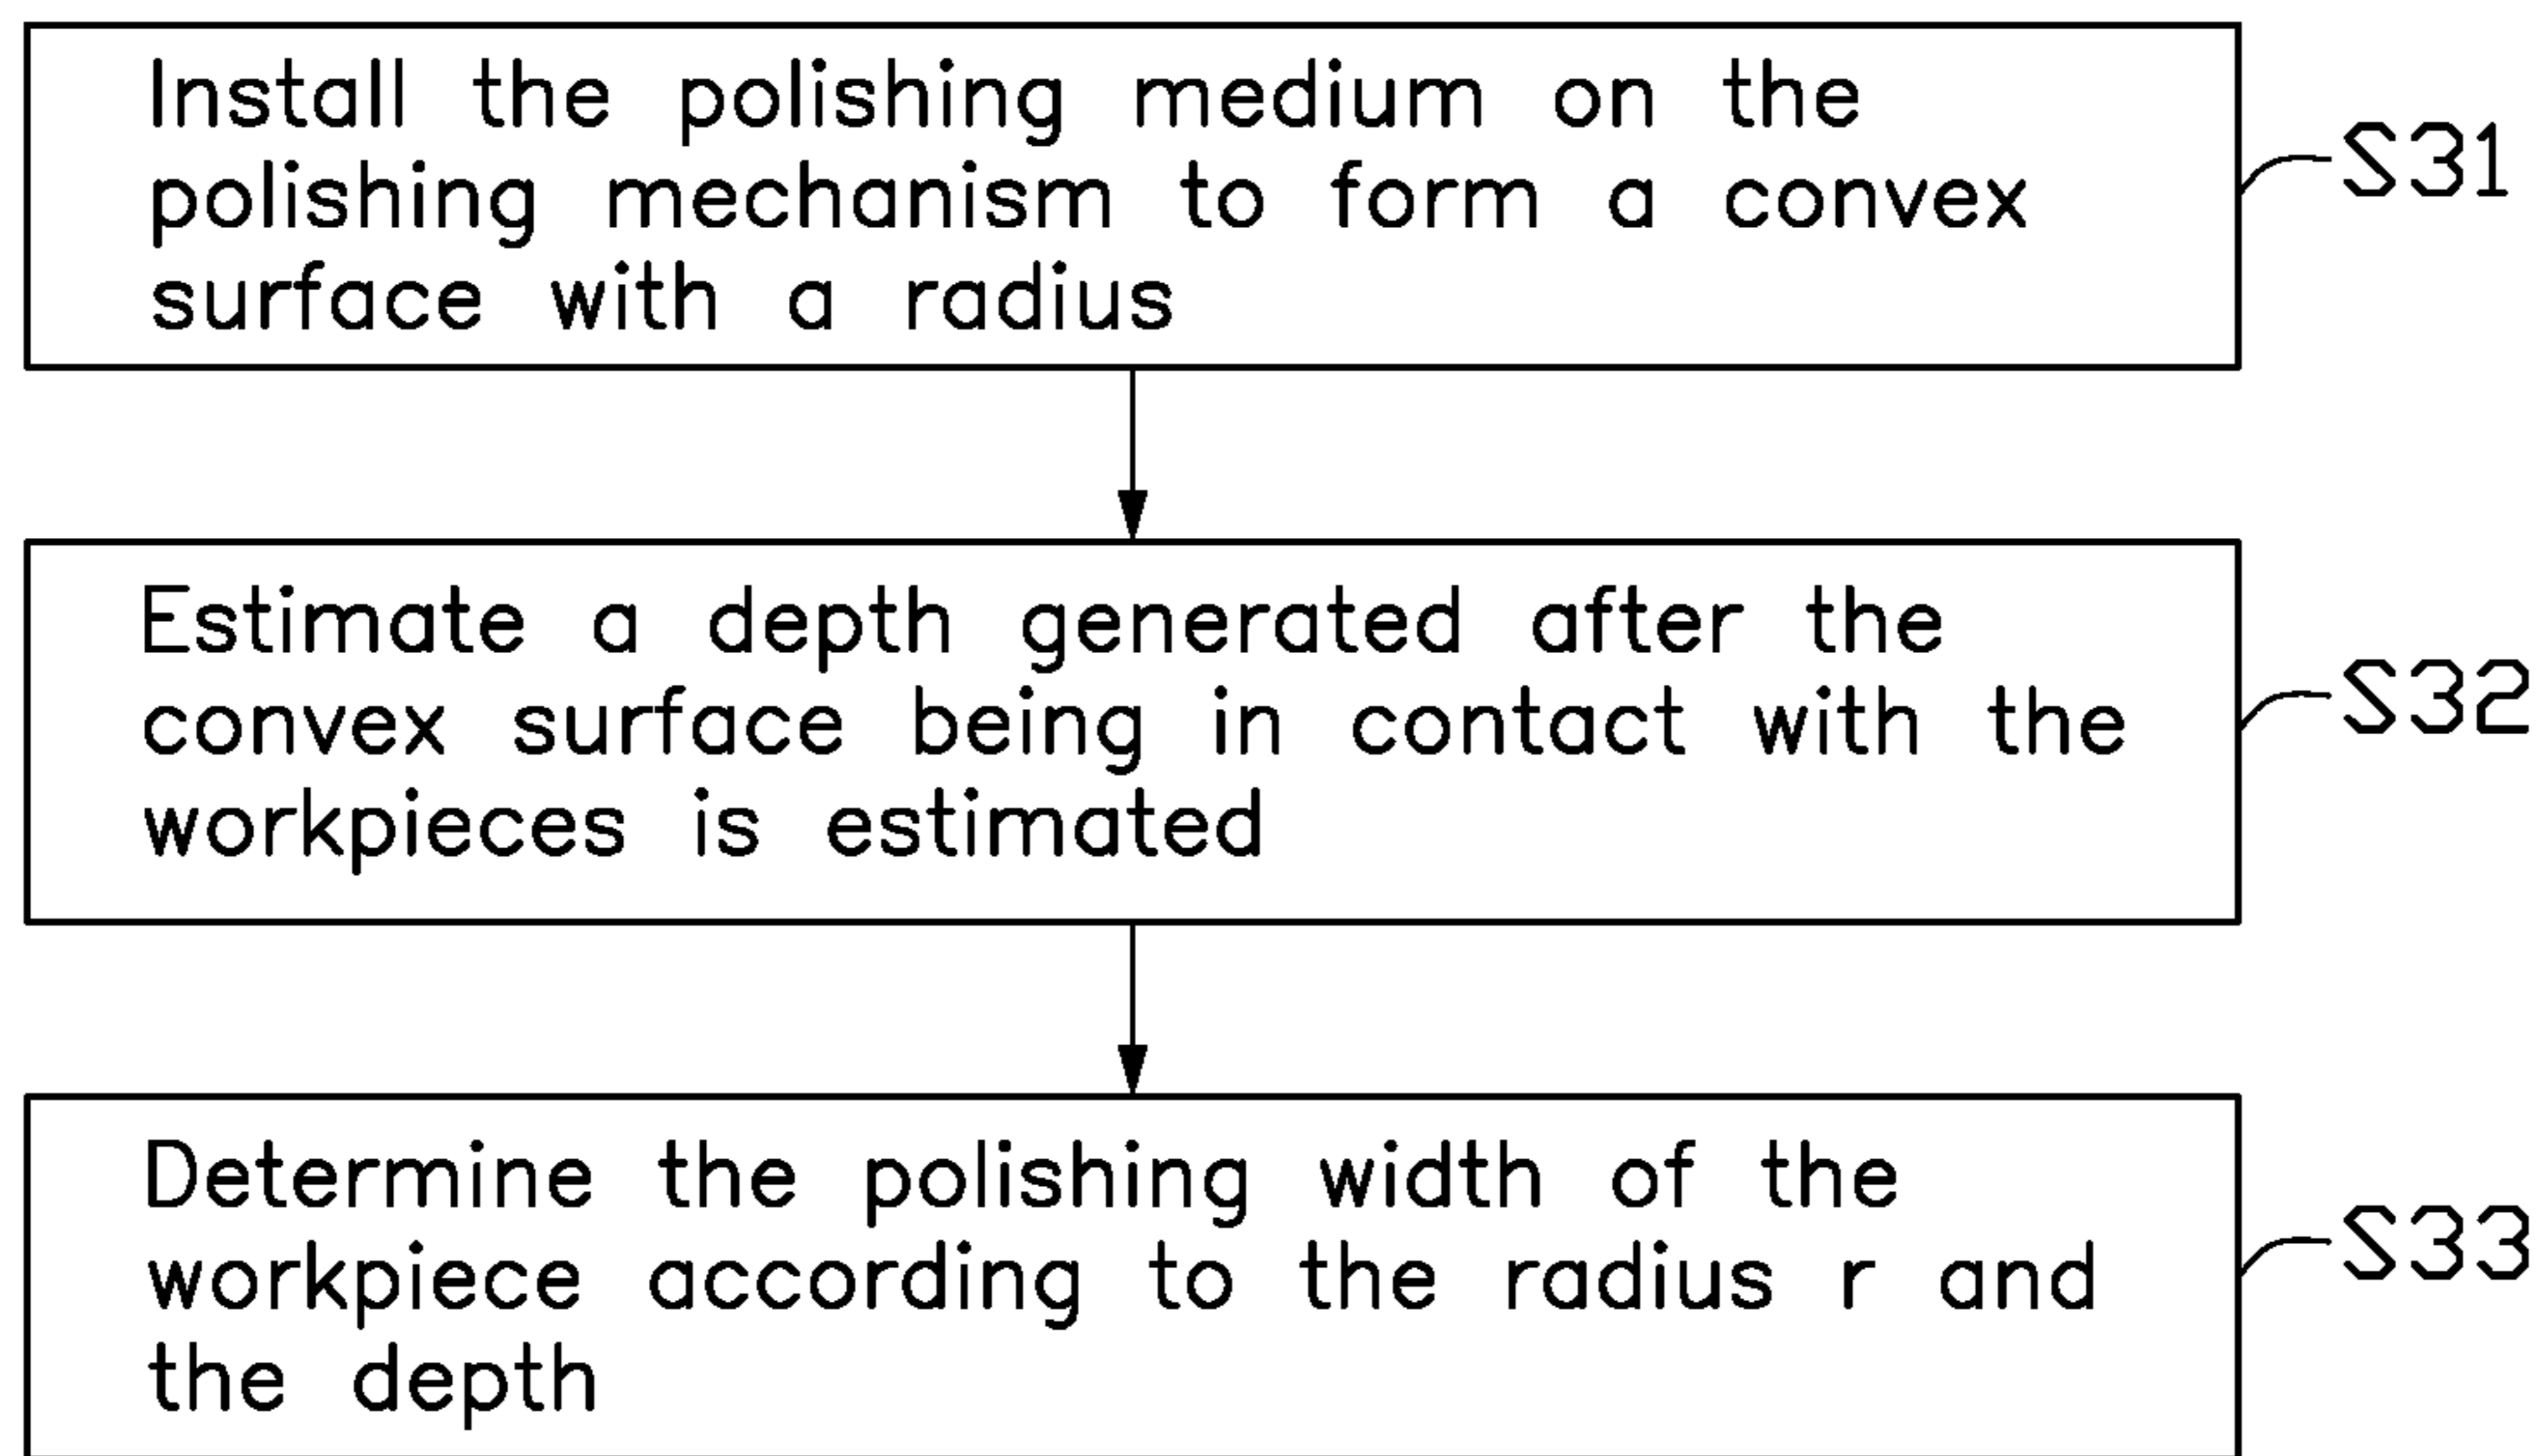 Install the polishing medium on the
polishing mechanism to form a convex
surface with a radius
S31
Estimate a depth generated after the
convex surface being in contact with the
workpieces is estimated
S32
Determine the polishing width of the
workpiece according to the radius r and
the depth
S33